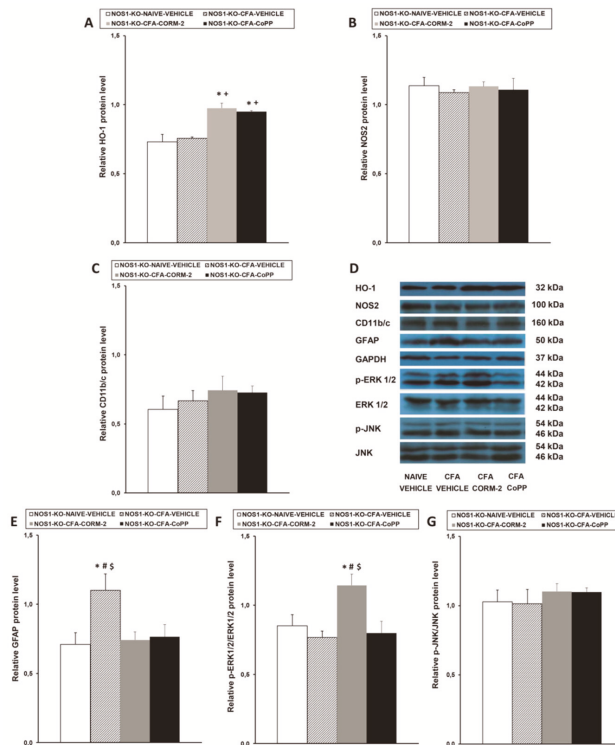 A
NOS1-KO-NAIVE-VEHICLE NOS1-KO-CFA-VEHICLE
NOS1-KO-CFA-CORM-2 NOS1-KO-CFA-CoPP
Relative HO-1 protein level
1,5
1,0
0,5
0,0
* +
* +
B
NOS1-KO-NAIVE-VEHICLE NOS1-KO-CFA-VEHICLE
NOS1-KO-CFA-CORM-2 NOS1-KO-CFA-CoPP
Relative NOS2 protein level
1,5
1,0
0,5
0,0
C
NOS1-KO-NAIVE-VEHICLE NOS1-KO-CFA-VEHICLE
NOS1-KO-CFA-CORM-2 NOS1-KO-CFA-CoPP
Relative CD11b/c protein level
1,5
1,0
0,5
0,0
D
HO-1 32 kDa
NOS2 100 kDa
CD11b/c 160 kDa
GFAP 50 kDa
GAPDH 37 kDa
p-ERK 1/2 44 kDa
42 kDa
ERK 1/2 44 kDa
42 kDa
p-JNK 54 kDa
46 kDa
JNK 54 kDa
46 kDa
NAIVE CFA CFA CFA
VEHICLE VEHICLE CORM-2 CoPP
E
NOS1-KO-NAIVE-VEHICLE NOS1-KO-CFA-VEHICLE
NOS1-KO-CFA-CORM-2 NOS1-KO-CFA-CoPP
Relative GFAP protein level
1,5
1,0
0,5
0,0
* # $
F
NOS1-KO-NAIVE-VEHICLE NOS1-KO-CFA-VEHICLE
NOS1-KO-CFA-CORM-2 NOS1-KO-CFA-CoPP
Relative p-ERK1/2/ERK1/2 protein level
1,5
1,0
0,5
0,0
* # $
G
NOS1-KO-NAIVE-VEHICLE NOS1-KO-CFA-VEHICLE
NOS1-KO-CFA-CORM-2 NOS1-KO-CFA-CoPP
Relative p-JNK/JNK protein level
1,5
1,0
0,5
0,0